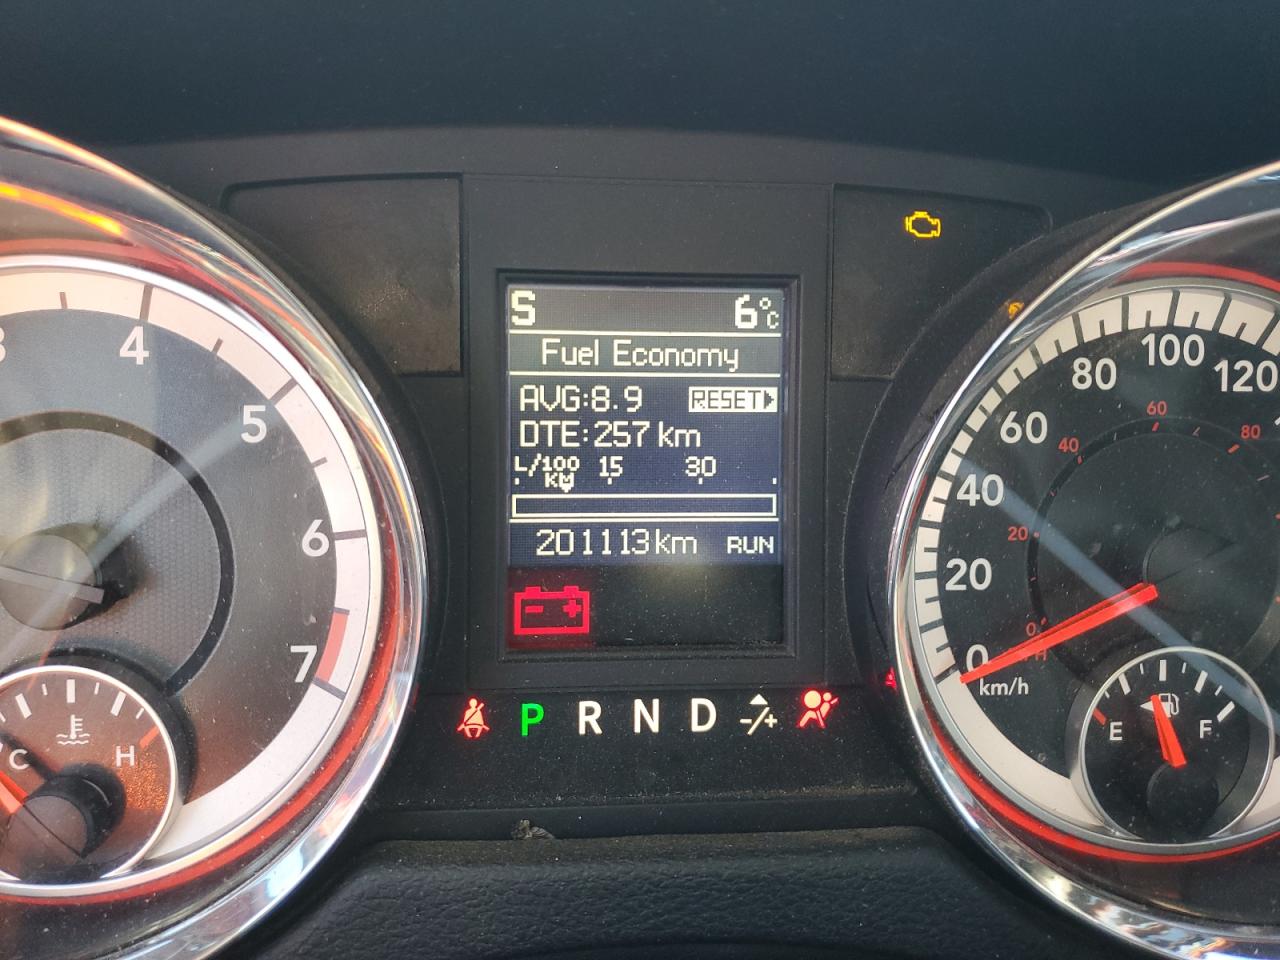 S 6°C
Fuel Economy
AVG:8.9 RESET
DTE:257 km
L/100 KM 15 30
201113km RUN
P R N D -/+
4
5
6
7
C H
0 20 40 60 80 100 120
0 20 40 60 80
km/h
E F